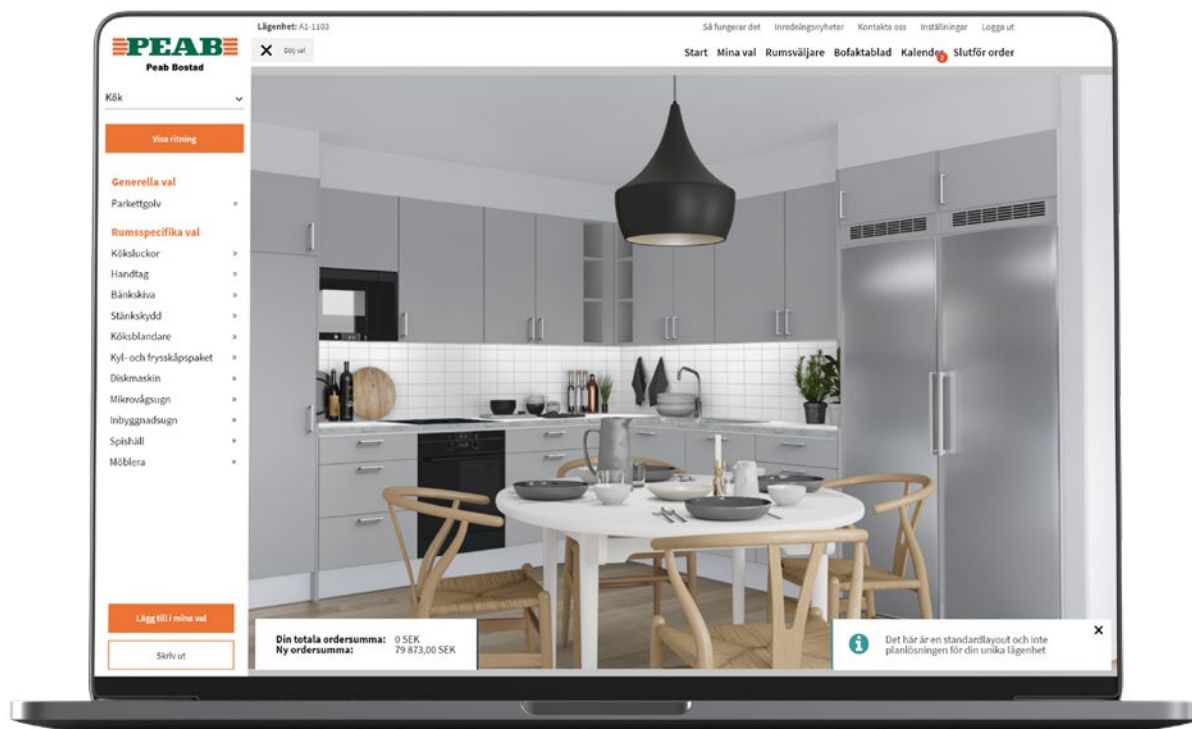 PEAB
Peab Bostad
Kök
Visa ritning
Generella val
Parkettgolv »
Rumsspecifika val
Köksluckor »
Handtag »
Bänkskiva »
Stänkskydd »
Köksblandare »
Kyl- och frysskåpspaket »
Diskmaskin »
Mikrovågsugn »
Inbyggnadsugn »
Spishäll »
Möblera »
Lägg till i mina val
Skriv ut
Lägenhet: A1-1103
Dölj val
Så fungerar det Inredningsnyheter Kontakta oss Inställningar Logga ut
Start Mina val Rumsväljare Bofaktablad Kalender 2 Slutför order
Din totala ordersumma: 0 SEK
Ny ordersumma: 79 873,00 SEK
Det här är en standardlayout och inte
planlösningen för din unika lägenhet